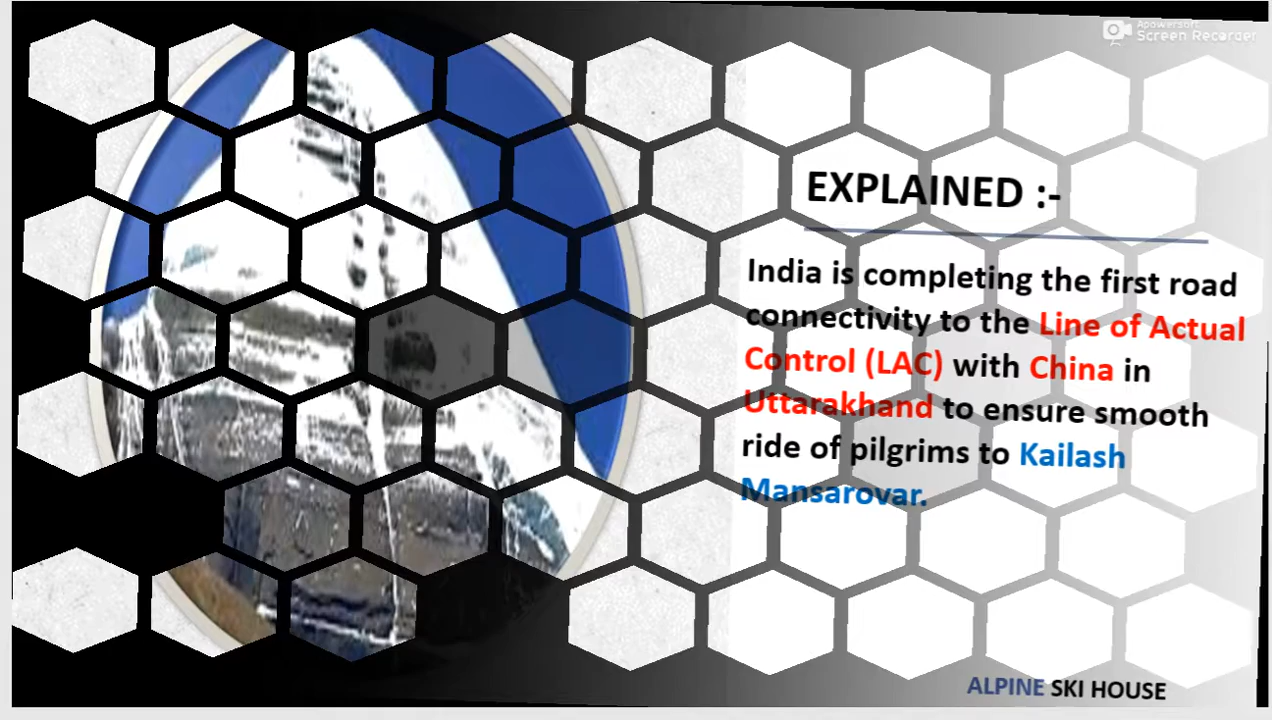 Apowersoft
Screen Recorder
EXPLAINED :-
India is completing the first road
connectivity to the Line of Actual
Control (LAC) with China in
Uttarakhand to ensure smooth
ride of pilgrims to Kailash
Mansarovar.
ALPINE SKI HOUSE